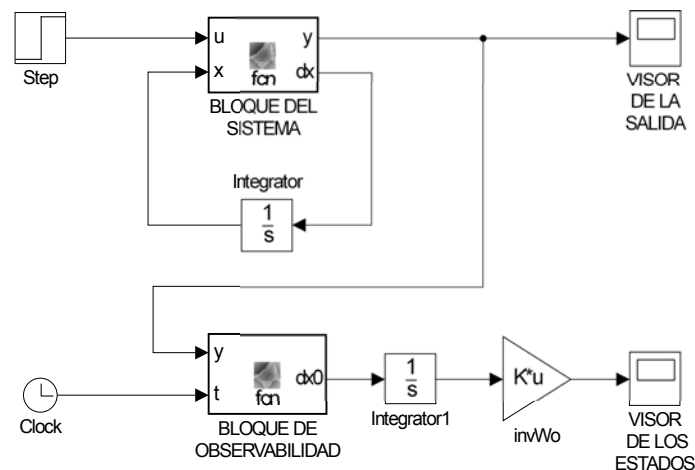 Step
u
x
fcn
y
dx
BLOQUE DEL
SISTEMA
VISOR
DE LA
SALIDA
Integrator
1
s
y
t
fcn
dx0
BLOQUE DE
OBSERVABILIDAD
Clock
1
s
Integrator1
K*u
invWo
VISOR
DE LOS
ESTADOS